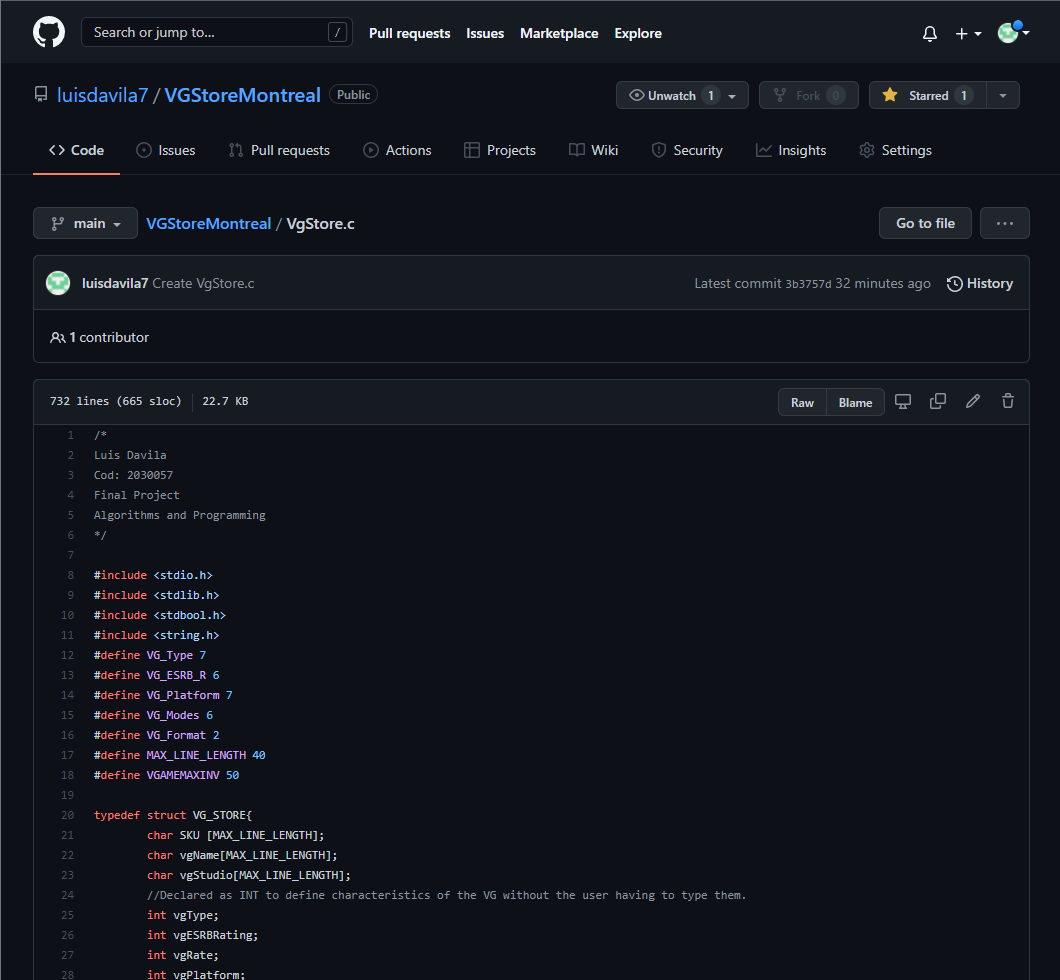 Search or jump to... /
Pull requests Issues Marketplace Explore
luisdavila7 / VGStoreMontreal Public
Unwatch 1 Fork 0 Starred 1
Code Issues Pull requests Actions Projects Wiki Security Insights Settings
main VGStoreMontreal / VgStore.c Go to file ...
luisdavila7 Create VgStore.c Latest commit 3b3757d 32 minutes ago History
1 contributor
732 lines (665 sloc) 22.7 KB Raw Blame
1 /*
2 Luis Davila
3 Cod: 2030057
4 Final Project
5 Algorithms and Programming
6 */
7
8 #include <stdio.h>
9 #include <stdlib.h>
10 #include <stdbool.h>
11 #include <string.h>
12 #define VG_Type 7
13 #define VG_ESRB_R 6
14 #define VG_Platform 7
15 #define VG_Modes 6
16 #define VG_Format 2
17 #define MAX_LINE_LENGTH 40
18 #define VGAMEMAXINV 50
19
20 typedef struct VG_STORE{
21 char SKU [MAX_LINE_LENGTH];
22 char vgName[MAX_LINE_LENGTH];
23 char vgStudio[MAX_LINE_LENGTH];
24 //Declared as INT to define characteristics of the VG without the user having to type them.
25 int vgType;
26 int vgESRBRating;
27 int vgRate;
28 int vgPlatform;